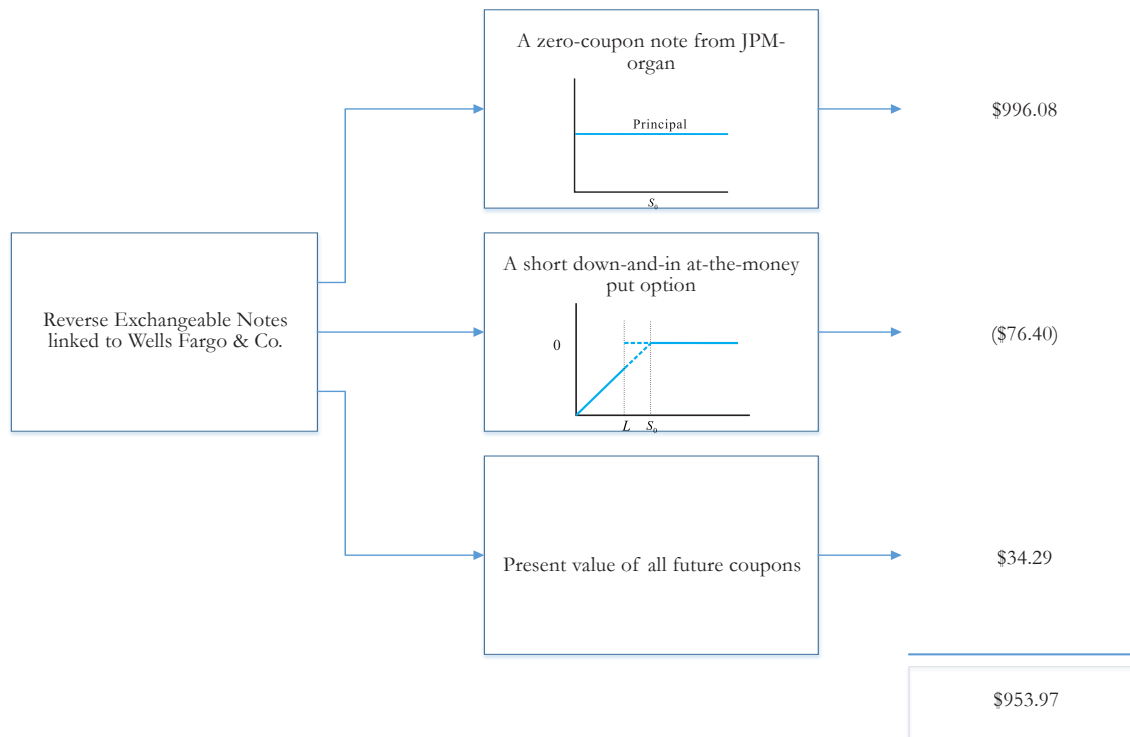 A zero-coupon note from JPM-
organ
Principal
S₀
$996.08
Reverse Exchangeable Notes
linked to Wells Fargo & Co.
A short down-and-in at-the-money
put option
0
L S₀
($76.40)
Present value of all future coupons
$34.29
$953.97